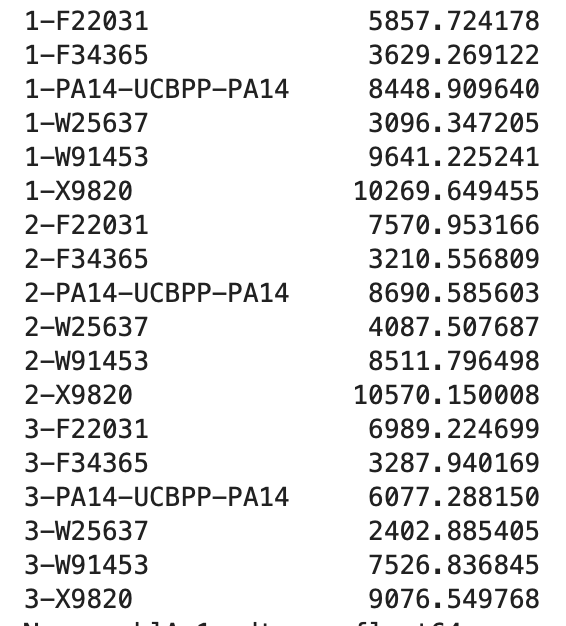 1-F22031 5857.724178
1-F34365 3629.269122
1-PA14-UCBPP-PA14 8448.909640
1-W25637 3096.347205
1-W91453 9641.225241
1-X9820 10269.649455
2-F22031 7570.953166
2-F34365 3210.556809
2-PA14-UCBPP-PA14 8690.585603
2-W25637 4087.507687
2-W91453 8511.796498
2-X9820 10570.150008
3-F22031 6989.224699
3-F34365 3287.940169
3-PA14-UCBPP-PA14 6077.288150
3-W25637 2402.885405
3-W91453 7526.836845
3-X9820 9076.549768